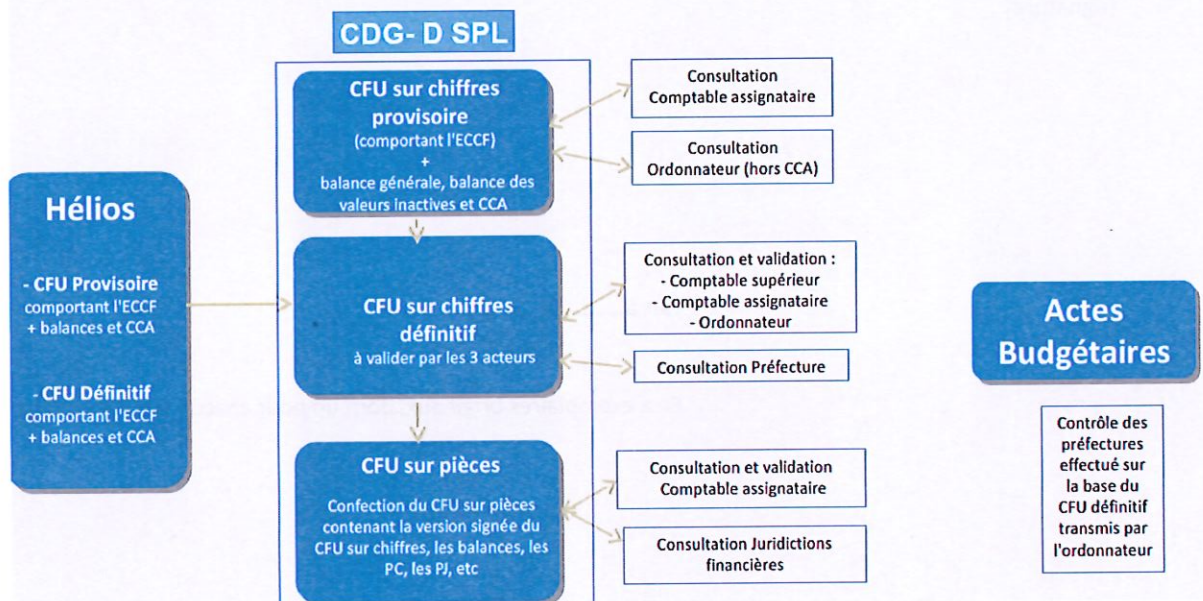 CDG- D SPL
Hélios
- CFU Provisoire
comportant l'ECCF
+ balances et CCA
- CFU Définitif
comportant l'ECCF
+ balances et CCA
CFU sur chiffres
provisoire
(comportant l'ECCF)
+
balance générale, balance des
valeurs inactives et CCA
Consultation
Comptable assignataire
Consultation
Ordonnateur (hors CCA)
CFU sur chiffres
définitif
à valider par les 3 acteurs
Consultation et validation :
- Comptable supérieur
- Comptable assignataire
- Ordonnateur
Consultation Préfecture
CFU sur pièces
Confection du CFU sur pièces
contenant la version signée du
CFU sur chiffres, les balances, les
PC, les PJ, etc
Consultation et validation
Comptable assignataire
Consultation Juridictions
financières
Actes
Budgétaires
Contrôle des
préfectures
effectué sur
la base du
CFU définitif
transmis par
l'ordonnateur